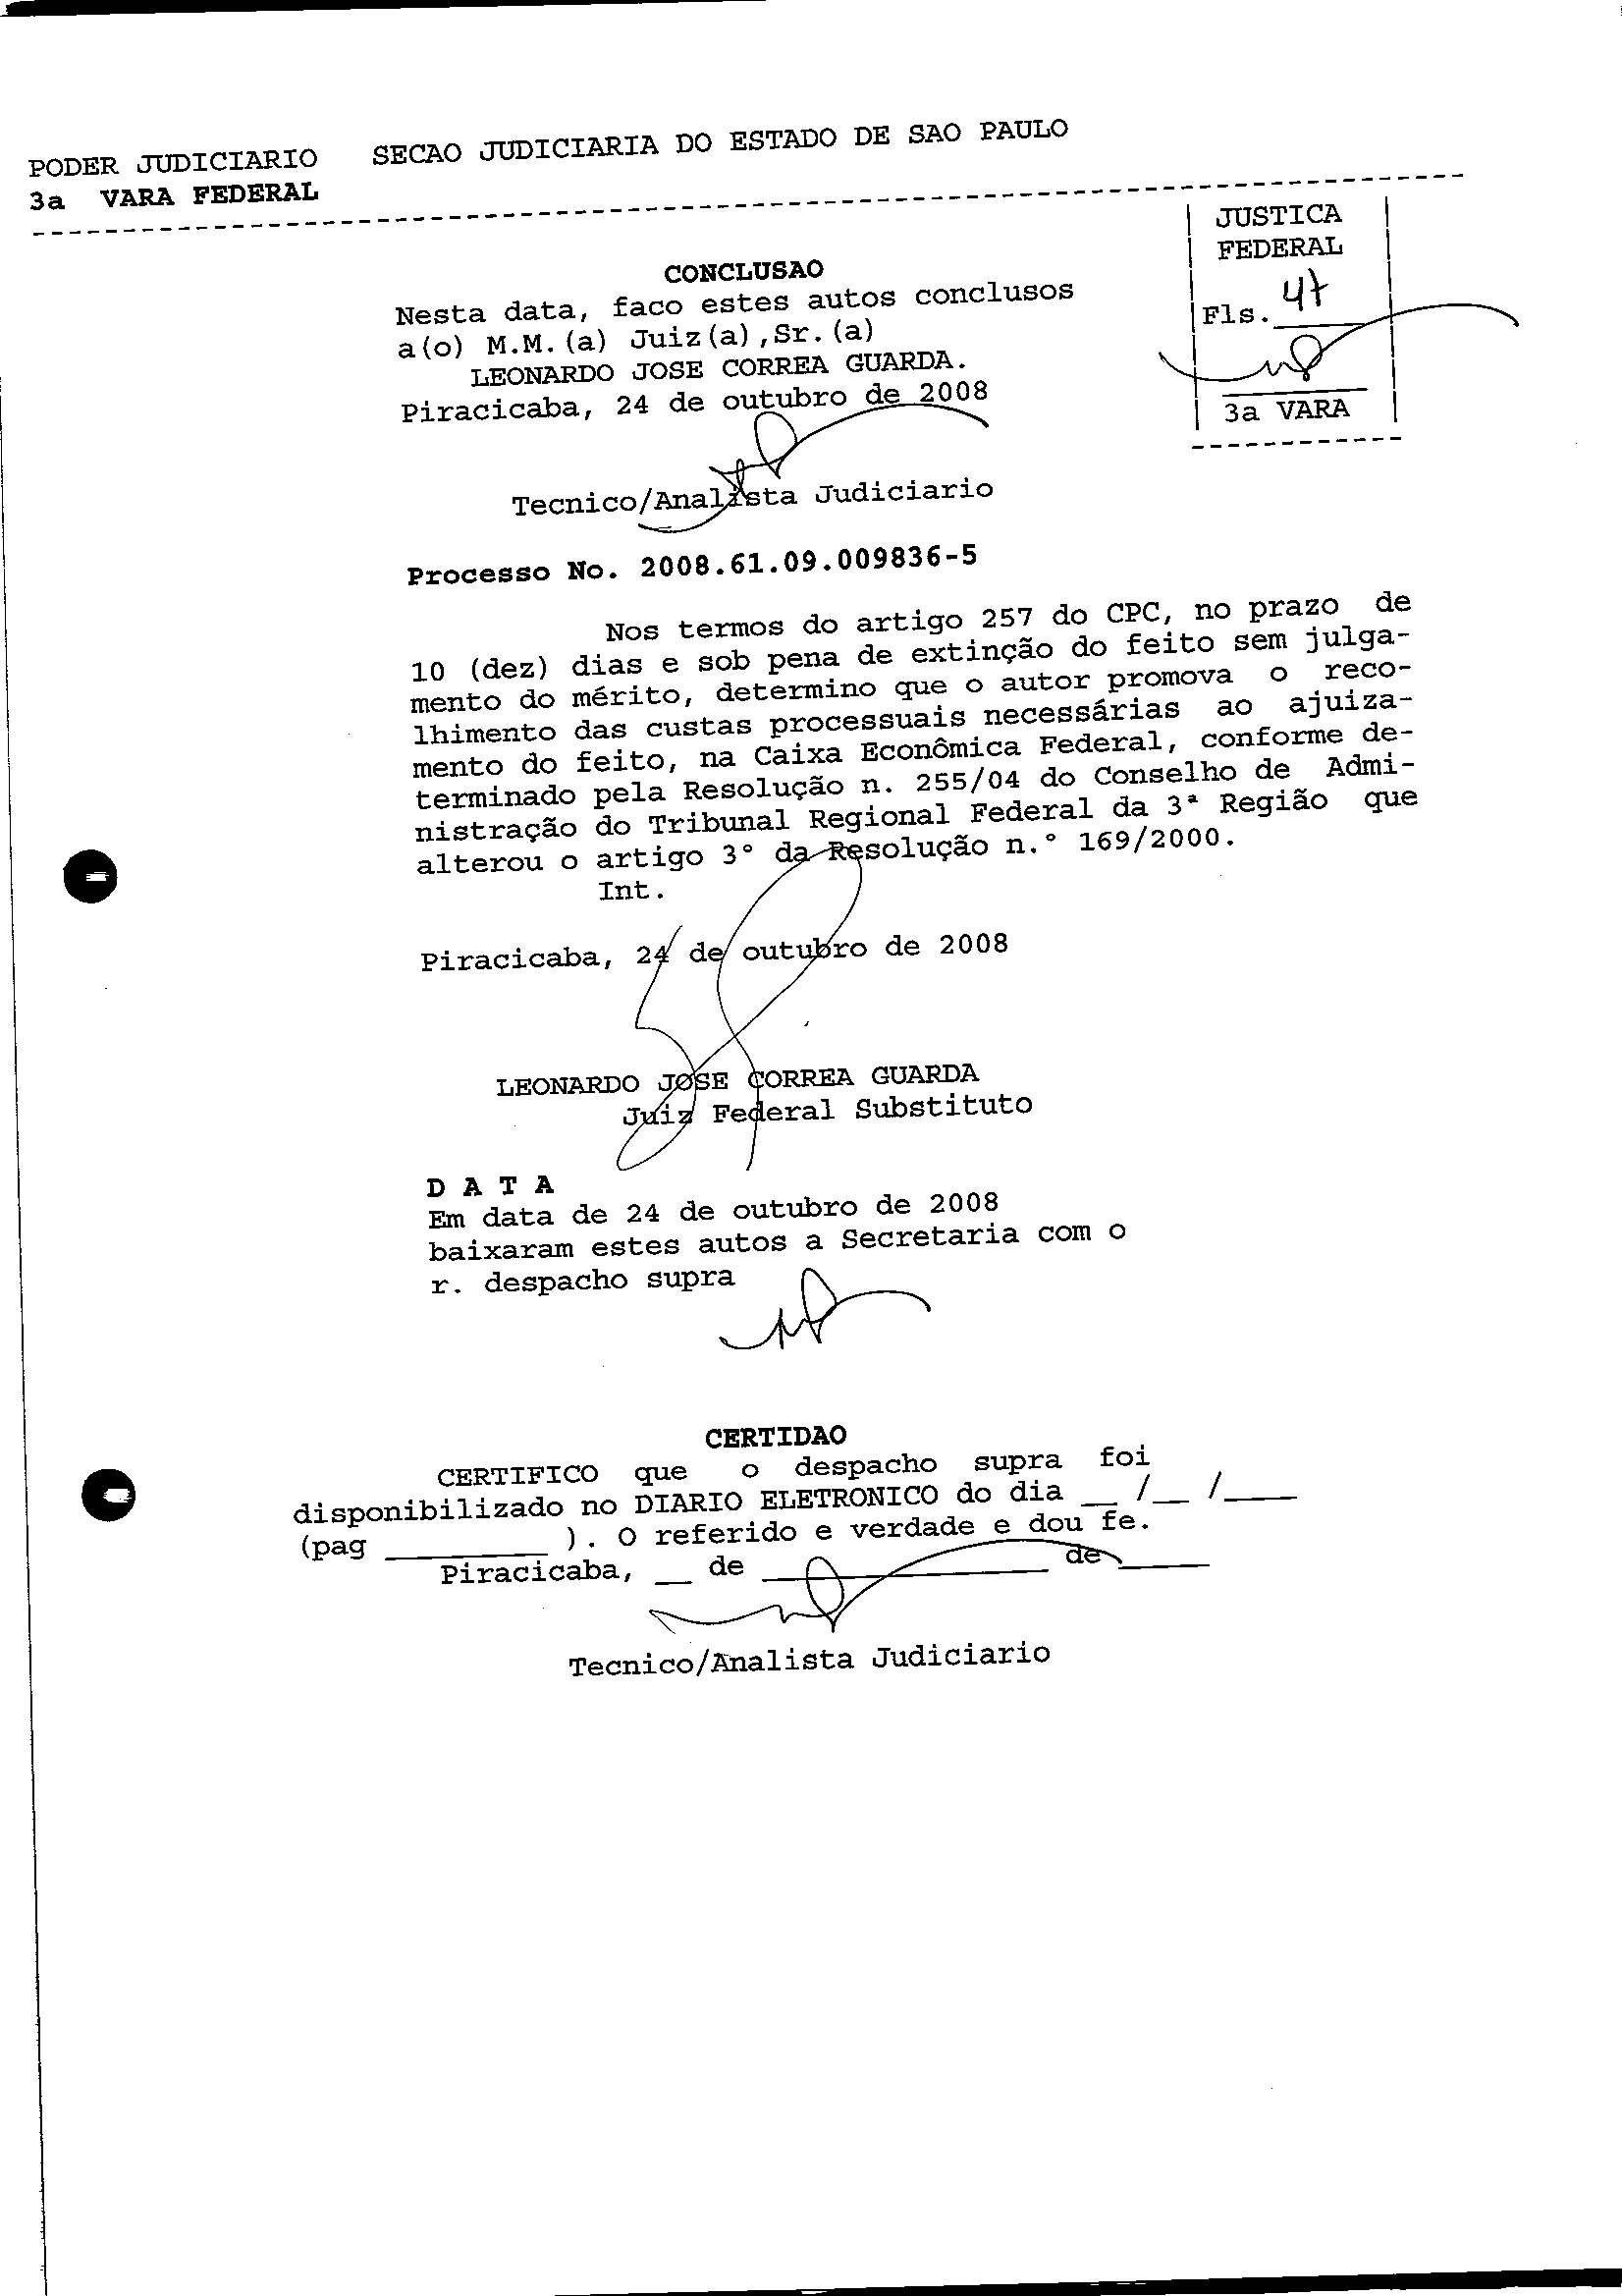 PODER JUDICIARIO SECAO JUDICIARIA DO ESTADO DE SAO PAULO
3a VARA FEDERAL
JUSTICA
FEDERAL
Fls. 47
3a VARA
CONCLUSAO
Nesta data, faco estes autos conclusos
a(o) M.M.(a) Juiz(a),Sr.(a)
LEONARDO JOSE CORREA GUARDA.
Piracicaba, 24 de outubro de 2008
Tecnico/Analista Judiciario
Processo No. 2008.61.09.009836-5
Nos termos do artigo 257 do CPC, no prazo de
10 (dez) dias e sob pena de extinção do feito sem julga-
mento do mérito, determino que o autor promova o reco-
lhimento das custas processuais necessárias ao ajuiza-
mento do feito, na Caixa Econômica Federal, conforme de-
terminado pela Resolução n. 255/04 do Conselho de Admi-
nistração do Tribunal Regional Federal da 3ª Região que
alterou o artigo 3° da Resolução n.° 169/2000.
Int.
Piracicaba, 24 de outubro de 2008
LEONARDO JOSE CORREA GUARDA
Juiz Federal Substituto
D A T A
Em data de 24 de outubro de 2008
baixaram estes autos a Secretaria com o
r. despacho supra
CERTIDAO
CERTIFICO que o despacho supra foi
disponibilizado no DIARIO ELETRONICO do dia __ /__ /____
(pag _________ ). O referido e verdade e dou fe.
Piracicaba, __ de ________________ de _____
Tecnico/Analista Judiciario